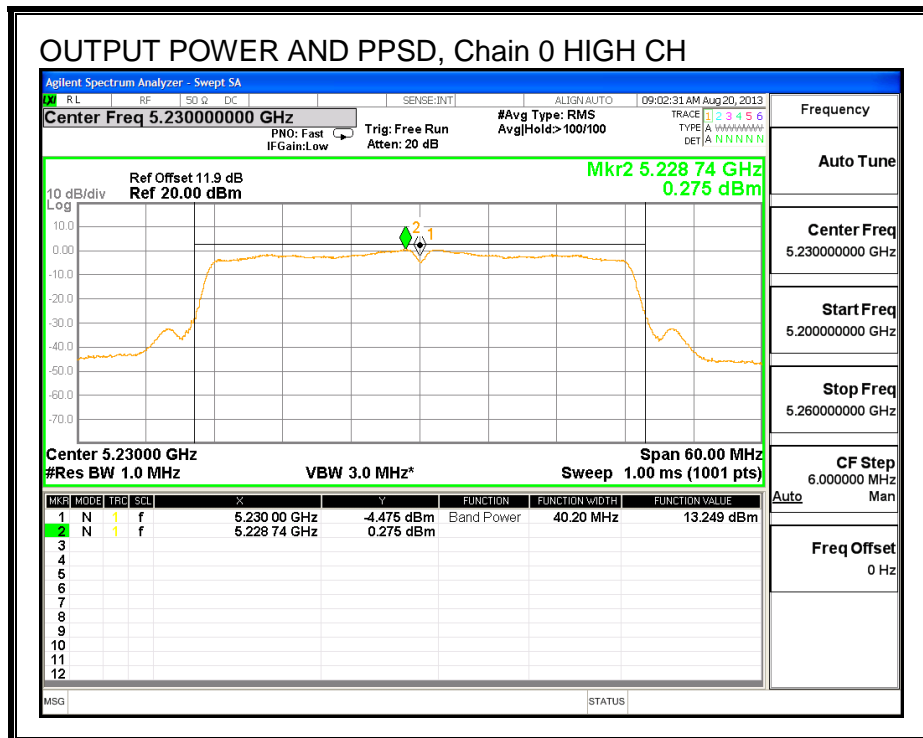 OUTPUT POWER AND PPSD, Chain 0 HIGH CH
Agilent Spectrum Analyzer - Swept SA
LXI RL RF 50 Ω DC SENSE:INT ALIGN AUTO 09:02:31 AM Aug 20, 2013
Center Freq 5.230000000 GHz
PNO: Fast
IFGain:Low
Trig: Free Run
Atten: 20 dB
#Avg Type: RMS
Avg|Hold:>100/100
TRACE 1 2 3 4 5 6
TYPE A WWWWW
DET A N N N N N
Mkr2 5.228 74 GHz
0.275 dBm
Ref Offset 11.9 dB
10 dB/div Ref 20.00 dBm
Log
10.0
0.00
-10.0
-20.0
-30.0
-40.0
-50.0
-60.0
-70.0
2 1
Center 5.23000 GHz Span 60.00 MHz
#Res BW 1.0 MHz VBW 3.0 MHz* Sweep 1.00 ms (1001 pts)
MKR MODE TRC SCL X Y FUNCTION FUNCTION WIDTH FUNCTION VALUE
1 N 1 f 5.230 00 GHz -4.475 dBm Band Power 40.20 MHz 13.249 dBm
2 N 1 f 5.228 74 GHz 0.275 dBm
3
4
5
6
7
8
9
10
11
12
MSG STATUS
Frequency
Auto Tune
Center Freq
5.230000000 GHz
Start Freq
5.200000000 GHz
Stop Freq
5.260000000 GHz
CF Step
6.000000 MHz
Auto Man
Freq Offset
0 Hz